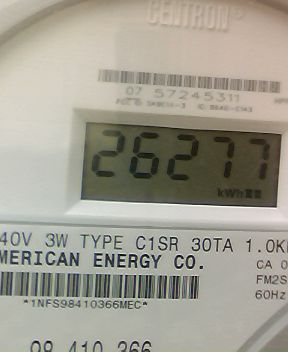 CENTRON
07 57245311
26277
kWh
40V 3W TYPE C1SR 30TA 1.0K
MERICAN ENERGY CO.
CA 0
FM2S
*1NFS98410366MEC*
60Hz
98 410 366